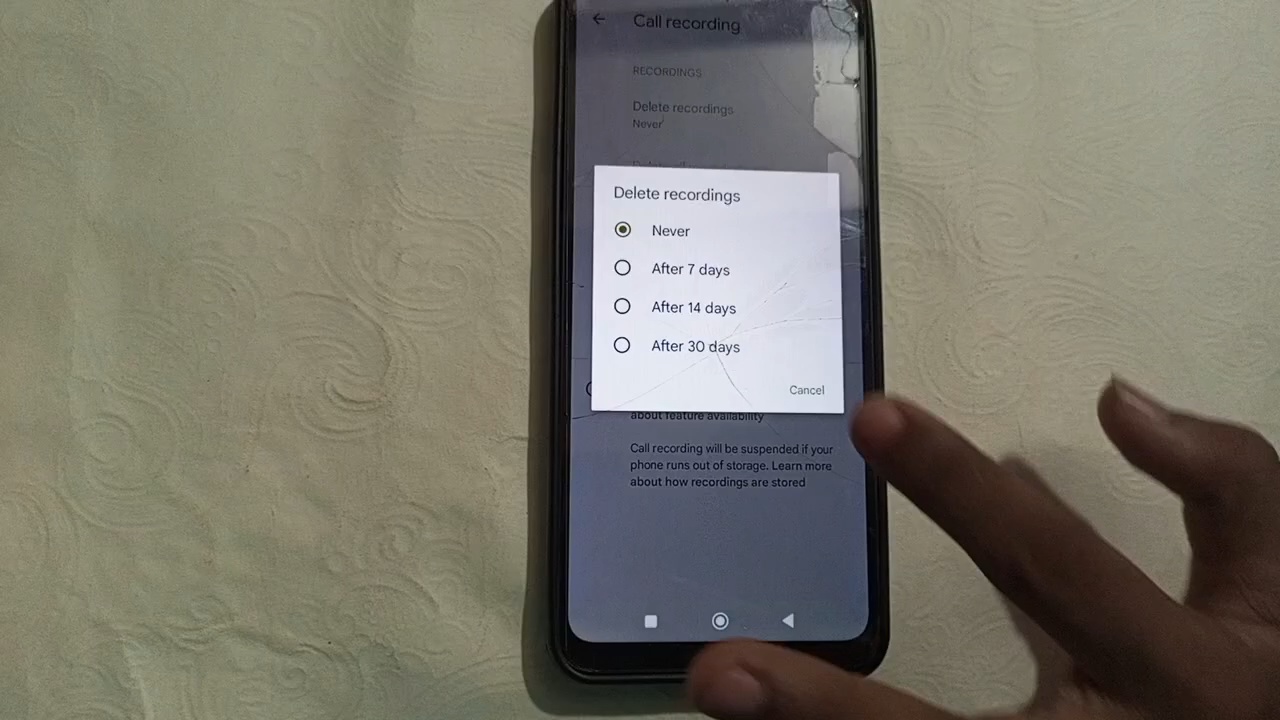 Call recording
RECORDINGS
Delete recordings
Never
Delete recordings
Never
After 7 days
After 14 days
After 30 days
Cancel
about feature availability
Call recording will be suspended if your
phone runs out of storage. Learn more
about how recordings are stored